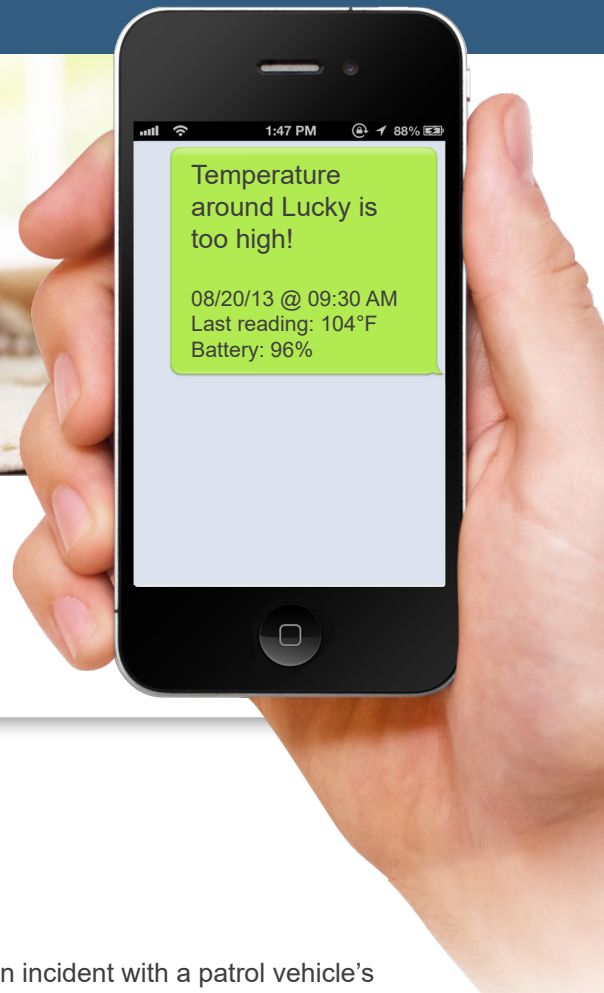 1:47 PM 88%
Temperature
around Lucky is
too high!
08/20/13 @ 09:30 AM
Last reading: 104°F
Battery: 96%
n incident with a patrol vehicle’s